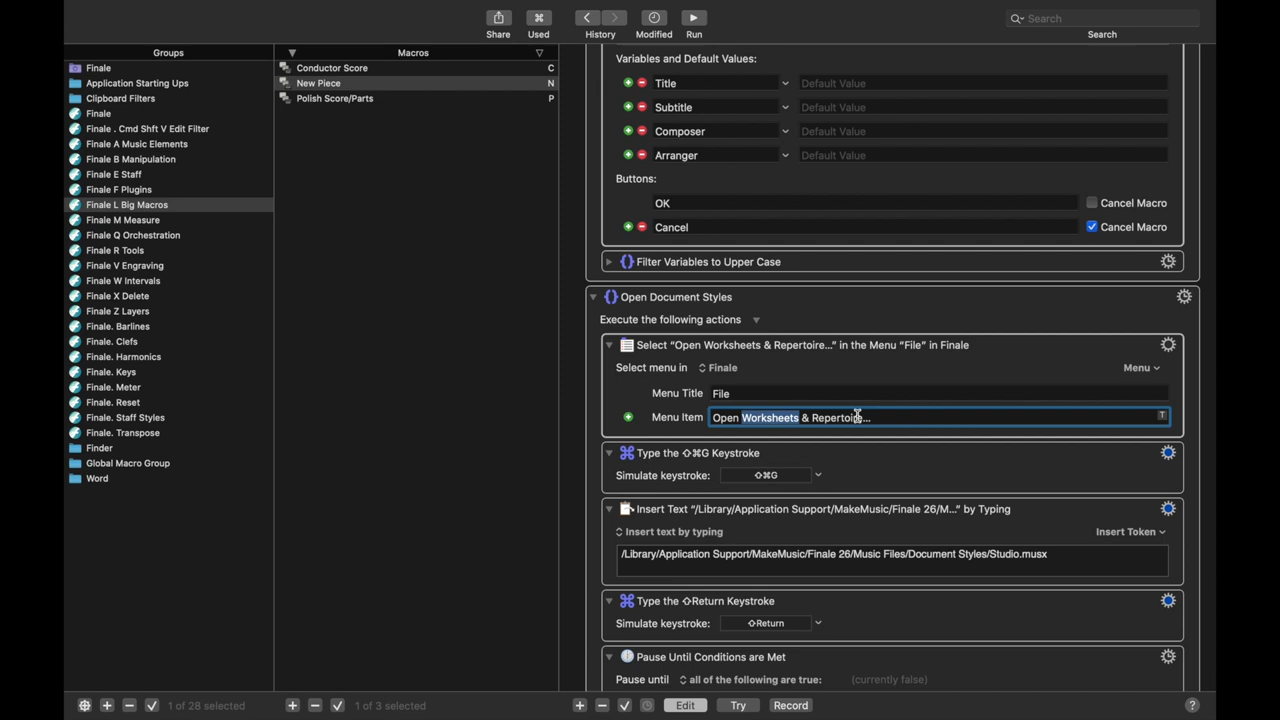 Share
Used
History
Modified
Run
Search
Search
Groups
Finale
Application Starting Ups
Clipboard Filters
Finale
Finale . Cmd Shft V Edit Filter
Finale A Music Elements
Finale B Manipulation
Finale E Staff
Finale F Plugins
Finale L Big Macros
Finale M Measure
Finale Q Orchestration
Finale R Tools
Finale V Engraving
Finale W Intervals
Finale X Delete
Finale Z Layers
Finale. Barlines
Finale. Clefs
Finale. Harmonics
Finale. Meter
Finale. Reset
Finale. Staff Styles
Finale. Transpose
Finder
Global Macro Group
Word
1 of 28 selected
Macros
Conductor Score C
New Piece N
Polish Score/Parts P
1 of 3 selected
Variables and Default Values:
Title Default Value
Subtitle Default Value
Composer Default Value
Arranger Default Value
Buttons:
OK Cancel Macro
Cancel Cancel Macro
{} Filter Variables to Upper Case
{} Open Document Styles
Execute the following actions
Select “Open Worksheets & Repertoire...” in the Menu “File” in Finale
Select menu in Finale Menu
Menu Title File
Menu Item Open Worksheets & Repertoire... T
⌘ Type the ⇧⌘G Keystroke
Simulate keystroke: ⇧⌘G
Insert Text “/Library/Application Support/MakeMusic/Finale 26/M...” by Typing
Insert text by typing Insert Token
/Library/Application Support/MakeMusic/Finale 26/Music Files/Document Styles/Studio.musx
⌘ Type the ⇧Return Keystroke
Simulate keystroke: ⇧Return
Pause Until Conditions are Met
Pause until all of the following are true: (currently false)
Edit Try Record ?